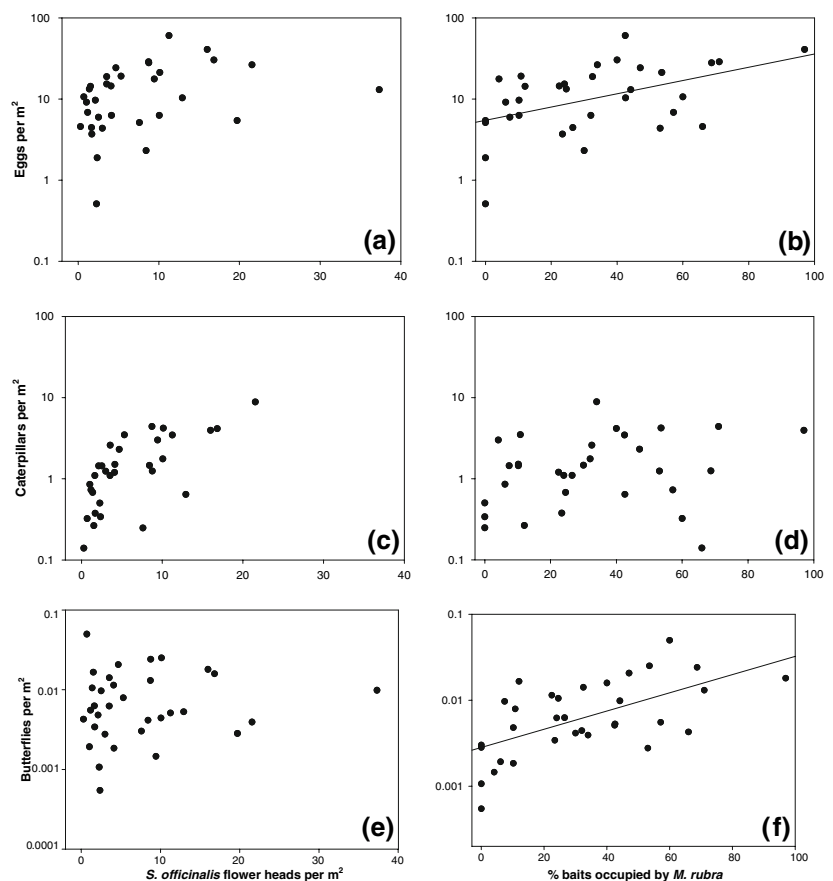 100
10
1
0.1
Eggs per m²
0 10 20 30 40
(a)
100
10
1
0.1
0 20 40 60 80 100
(b)
100
10
1
0.1
Caterpillars per m²
0 10 20 30 40
(c)
100
10
1
0.1
0 20 40 60 80 100
(d)
0.1
0.01
0.001
0.0001
Butterflies per m²
0 10 20 30 40
(e)
S. officinalis flower heads per m²
0.1
0.01
0.001
0 20 40 60 80 100
(f)
% baits occupied by M. rubra